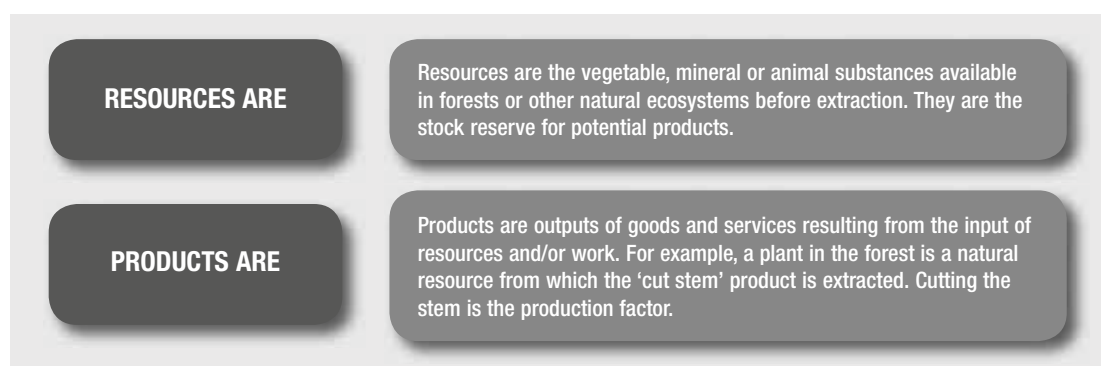 RESOURCES ARE
Resources are the vegetable, mineral or animal substances available
in forests or other natural ecosystems before extraction. They are the
stock reserve for potential products.
PRODUCTS ARE
Products are outputs of goods and services resulting from the input of
resources and/or work. For example, a plant in the forest is a natural
resource from which the ‘cut stem’ product is extracted. Cutting the
stem is the production factor.